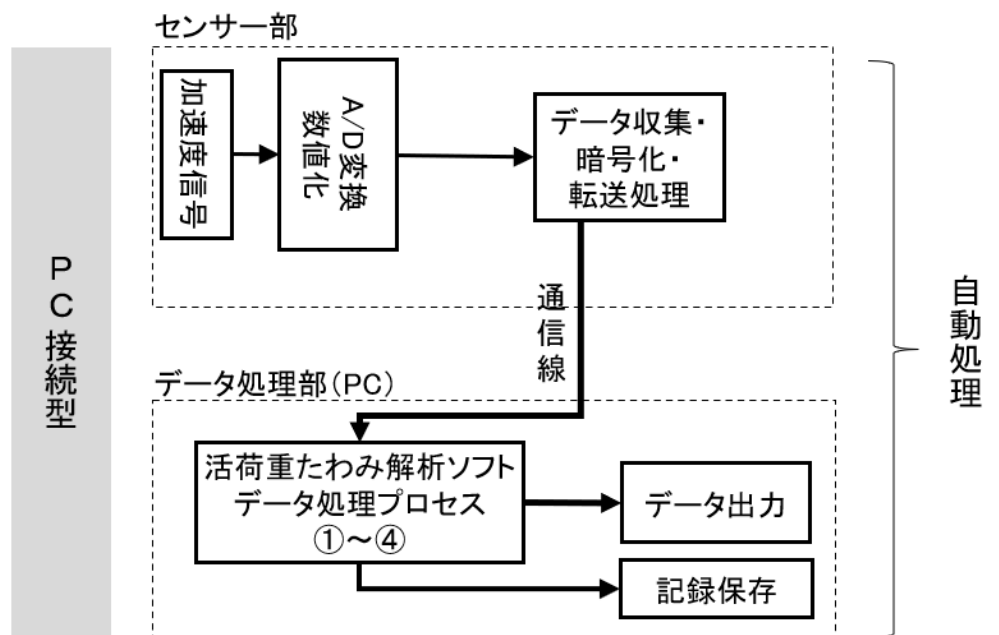 センサー部
加速度信号
A/D変換
数値化
データ収集・
暗号化・
転送処理
PC接続型
通信線
自動処理
データ処理部(PC)
活荷重たわみ解析ソフト
データ処理プロセス
①～④
データ出力
記録保存